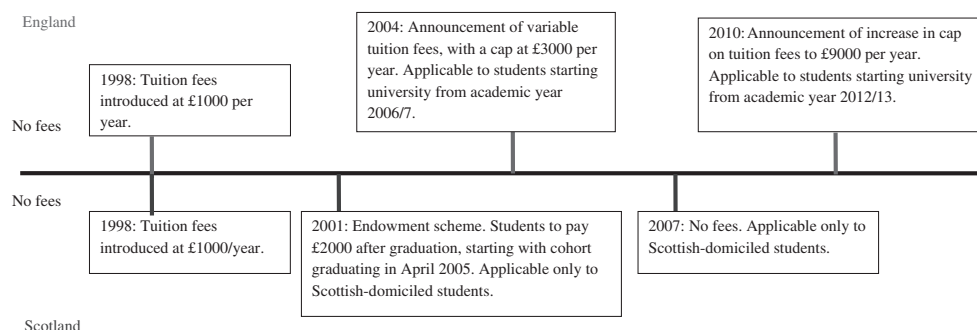 England
2004: Announcement of variable
tuition fees, with a cap at £3000 per
year. Applicable to students starting
university from academic year
2006/7.
2010: Announcement of increase in cap
on tuition fees to £9000 per year.
Applicable to students starting university
from academic year 2012/13.
1998: Tuition fees
introduced at £1000 per
year.
No fees
No fees
1998: Tuition fees
introduced at £1000/year.
2001: Endowment scheme. Students to pay
£2000 after graduation, starting with cohort
graduating in April 2005. Applicable only to
Scottish-domiciled students.
2007: No fees. Applicable only to
Scottish-domiciled students.
Scotland